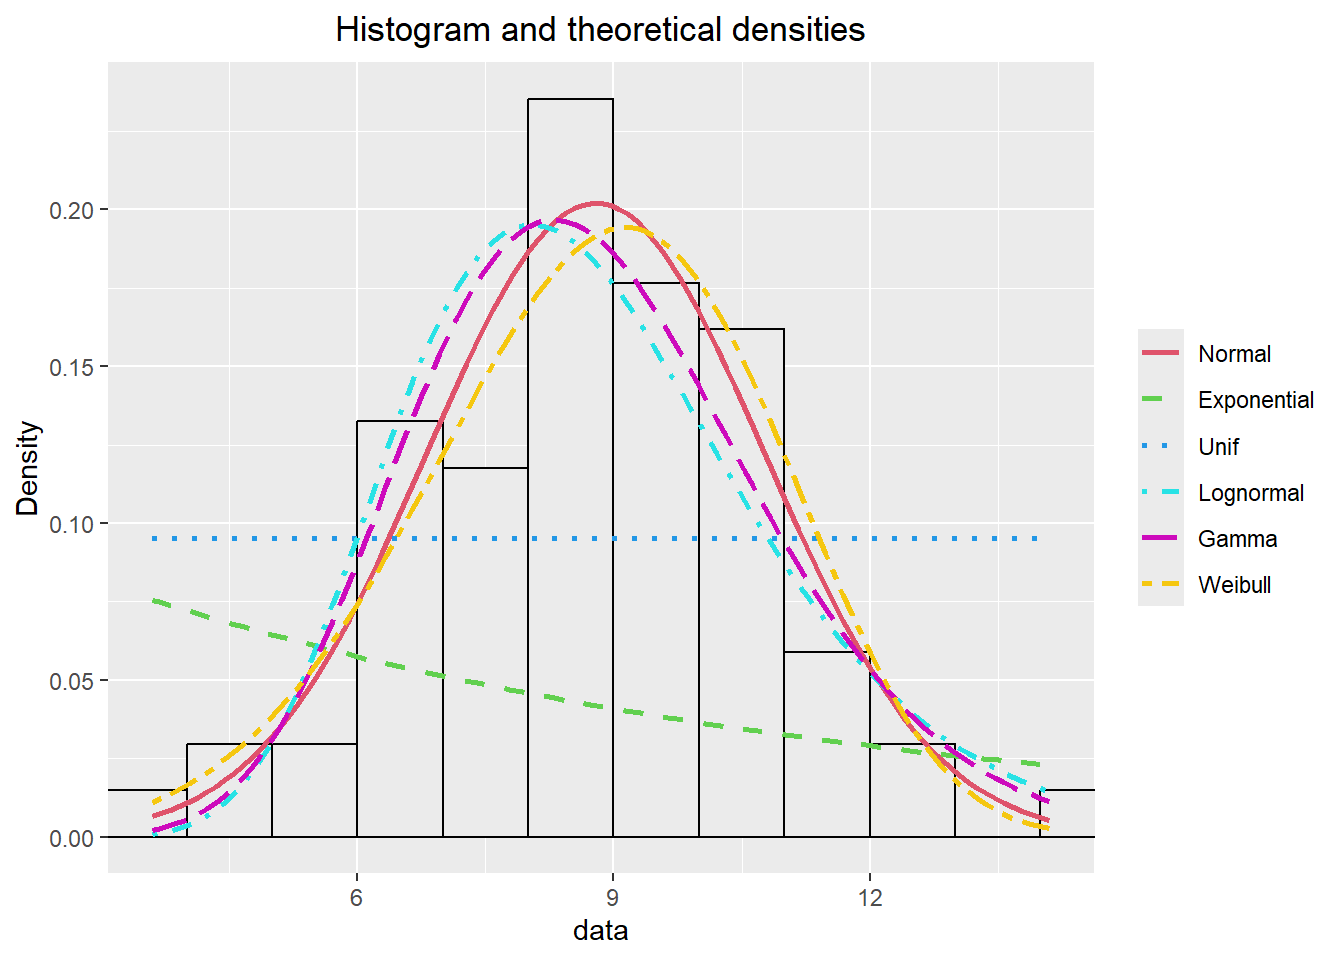 Histogram and theoretical densities
Density
0.20
0.15
0.10
0.05
0.00
6
9
12
data
Normal
Exponential
Unif
Lognormal
Gamma
Weibull